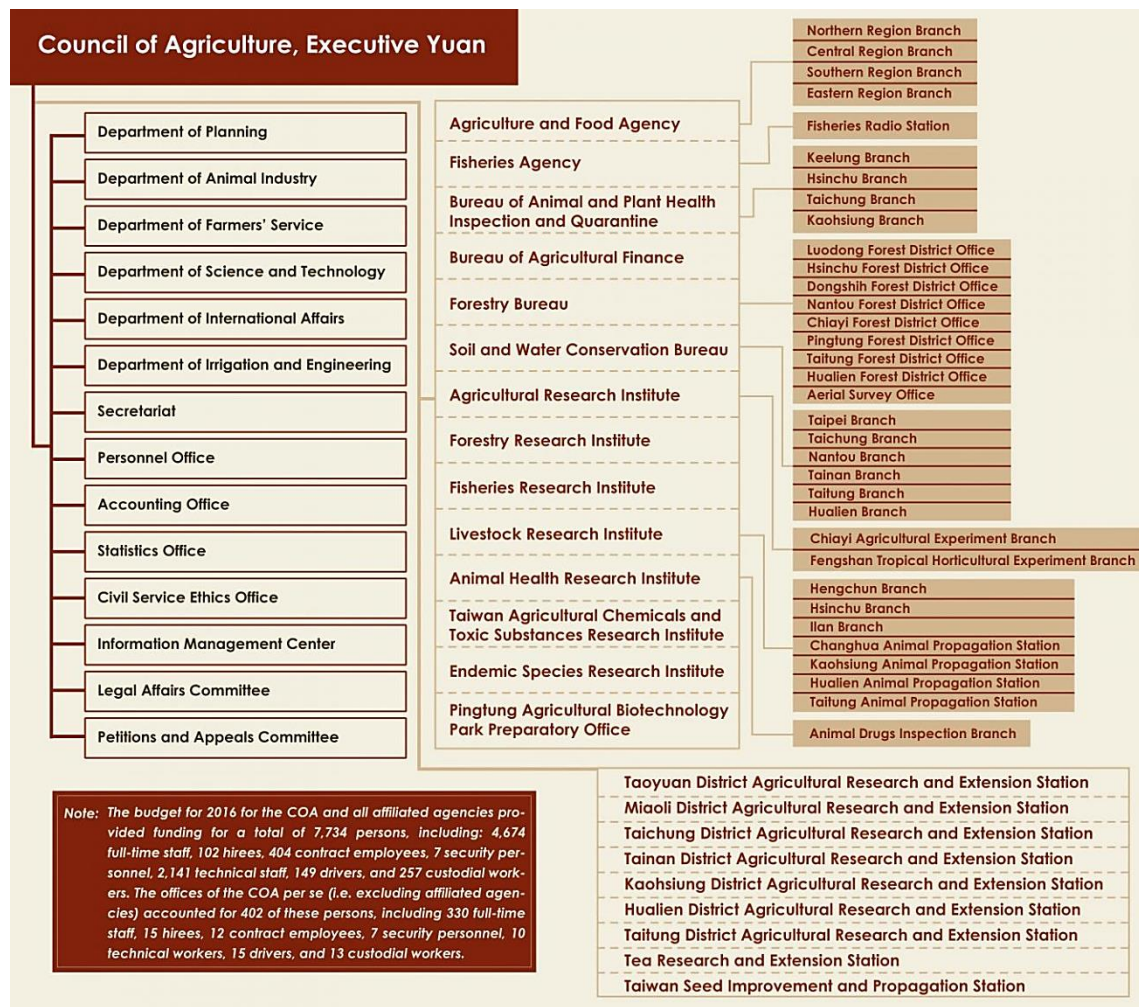 Council of Agriculture, Executive Yuan
Department of Planning
Department of Animal Industry
Department of Farmers' Service
Department of Science and Technology
Department of International Affairs
Department of Irrigation and Engineering
Secretariat
Personnel Office
Accounting Office
Statistics Office
Civil Service Ethics Office
Information Management Center
Legal Affairs Committee
Petitions and Appeals Committee
Agriculture and Food Agency
Fisheries Agency
Bureau of Animal and Plant Health
Inspection and Quarantine
Bureau of Agricultural Finance
Forestry Bureau
Soil and Water Conservation Bureau
Agricultural Research Institute
Forestry Research Institute
Fisheries Research Institute
Livestock Research Institute
Animal Health Research Institute
Taiwan Agricultural Chemicals and
Toxic Substances Research Institute
Endemic Species Research Institute
Pingtung Agricultural Biotechnology
Park Preparatory Office
Northern Region Branch
Central Region Branch
Southern Region Branch
Eastern Region Branch
Fisheries Radio Station
Keelung Branch
Hsinchu Branch
Taichung Branch
Kaohsiung Branch
Luodong Forest District Office
Hsinchu Forest District Office
Dongshih Forest District Office
Nantou Forest District Office
Chiayi Forest District Office
Pingtung Forest District Office
Taitung Forest District Office
Hualien Forest District Office
Aerial Survey Office
Taipei Branch
Taichung Branch
Nantou Branch
Tainan Branch
Taitung Branch
Hualien Branch
Chiayi Agricultural Experiment Branch
Fengshan Tropical Horticultural Experiment Branch
Hengchun Branch
Hsinchu Branch
Ilan Branch
Changhua Animal Propagation Station
Kaohsiung Animal Propagation Station
Hualien Animal Propagation Station
Taitung Animal Propagation Station
Animal Drugs Inspection Branch
Taoyuan District Agricultural Research and Extension Station
Miaoli District Agricultural Research and Extension Station
Taichung District Agricultural Research and Extension Station
Tainan District Agricultural Research and Extension Station
Kaohsiung District Agricultural Research and Extension Station
Hualien District Agricultural Research and Extension Station
Taitung District Agricultural Research and Extension Station
Tea Research and Extension Station
Taiwan Seed Improvement and Propagation Station
Note: The budget for 2016 for the COA and all affiliated agencies pro-
vided funding for a total of 7,734 persons, including: 4,674
full-time staff, 102 hirees, 404 contract employees, 7 security per-
sonnel, 2,141 technical staff, 149 drivers, and 257 custodial work-
ers. The offices of the COA per se (i.e. excluding affiliated agen-
cies) accounted for 402 of these persons, including 330 full-time
staff, 15 hirees, 12 contract employees, 7 security personnel, 10
technical workers, 15 drivers, and 13 custodial workers.